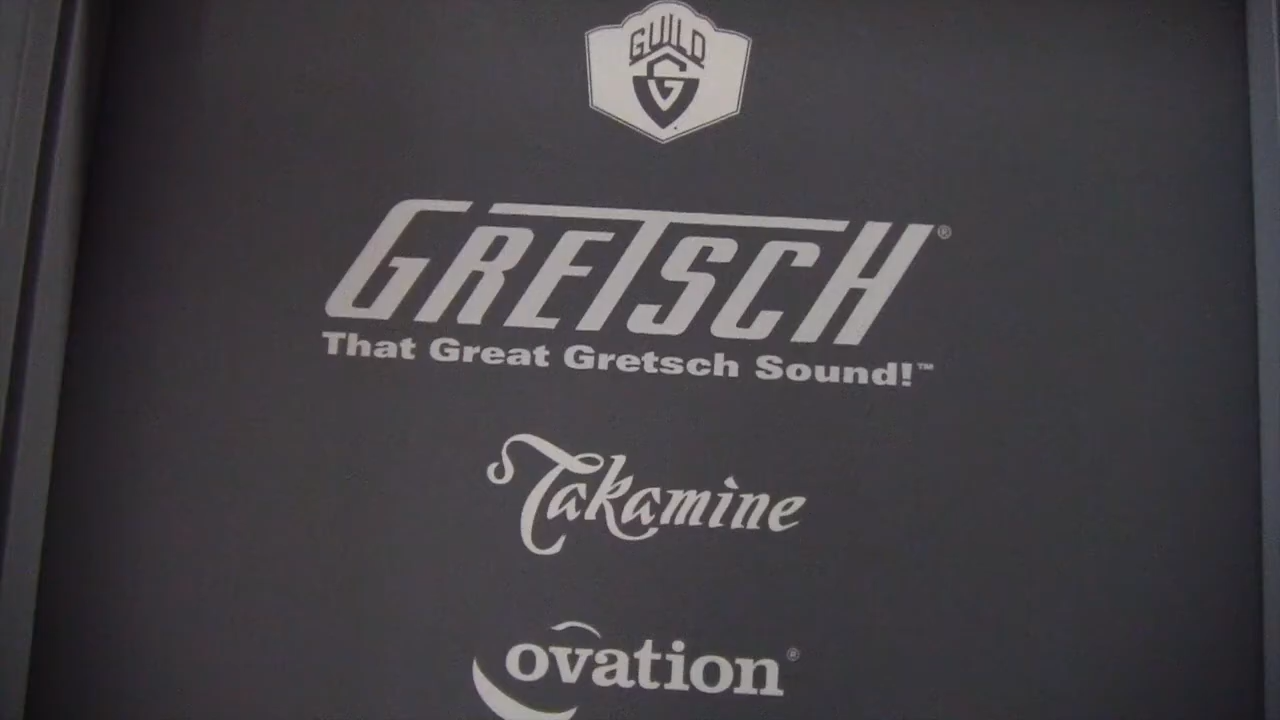 GUILD
G
GRETSCH®
That Great Gretsch Sound!™
Takamine
ovation®